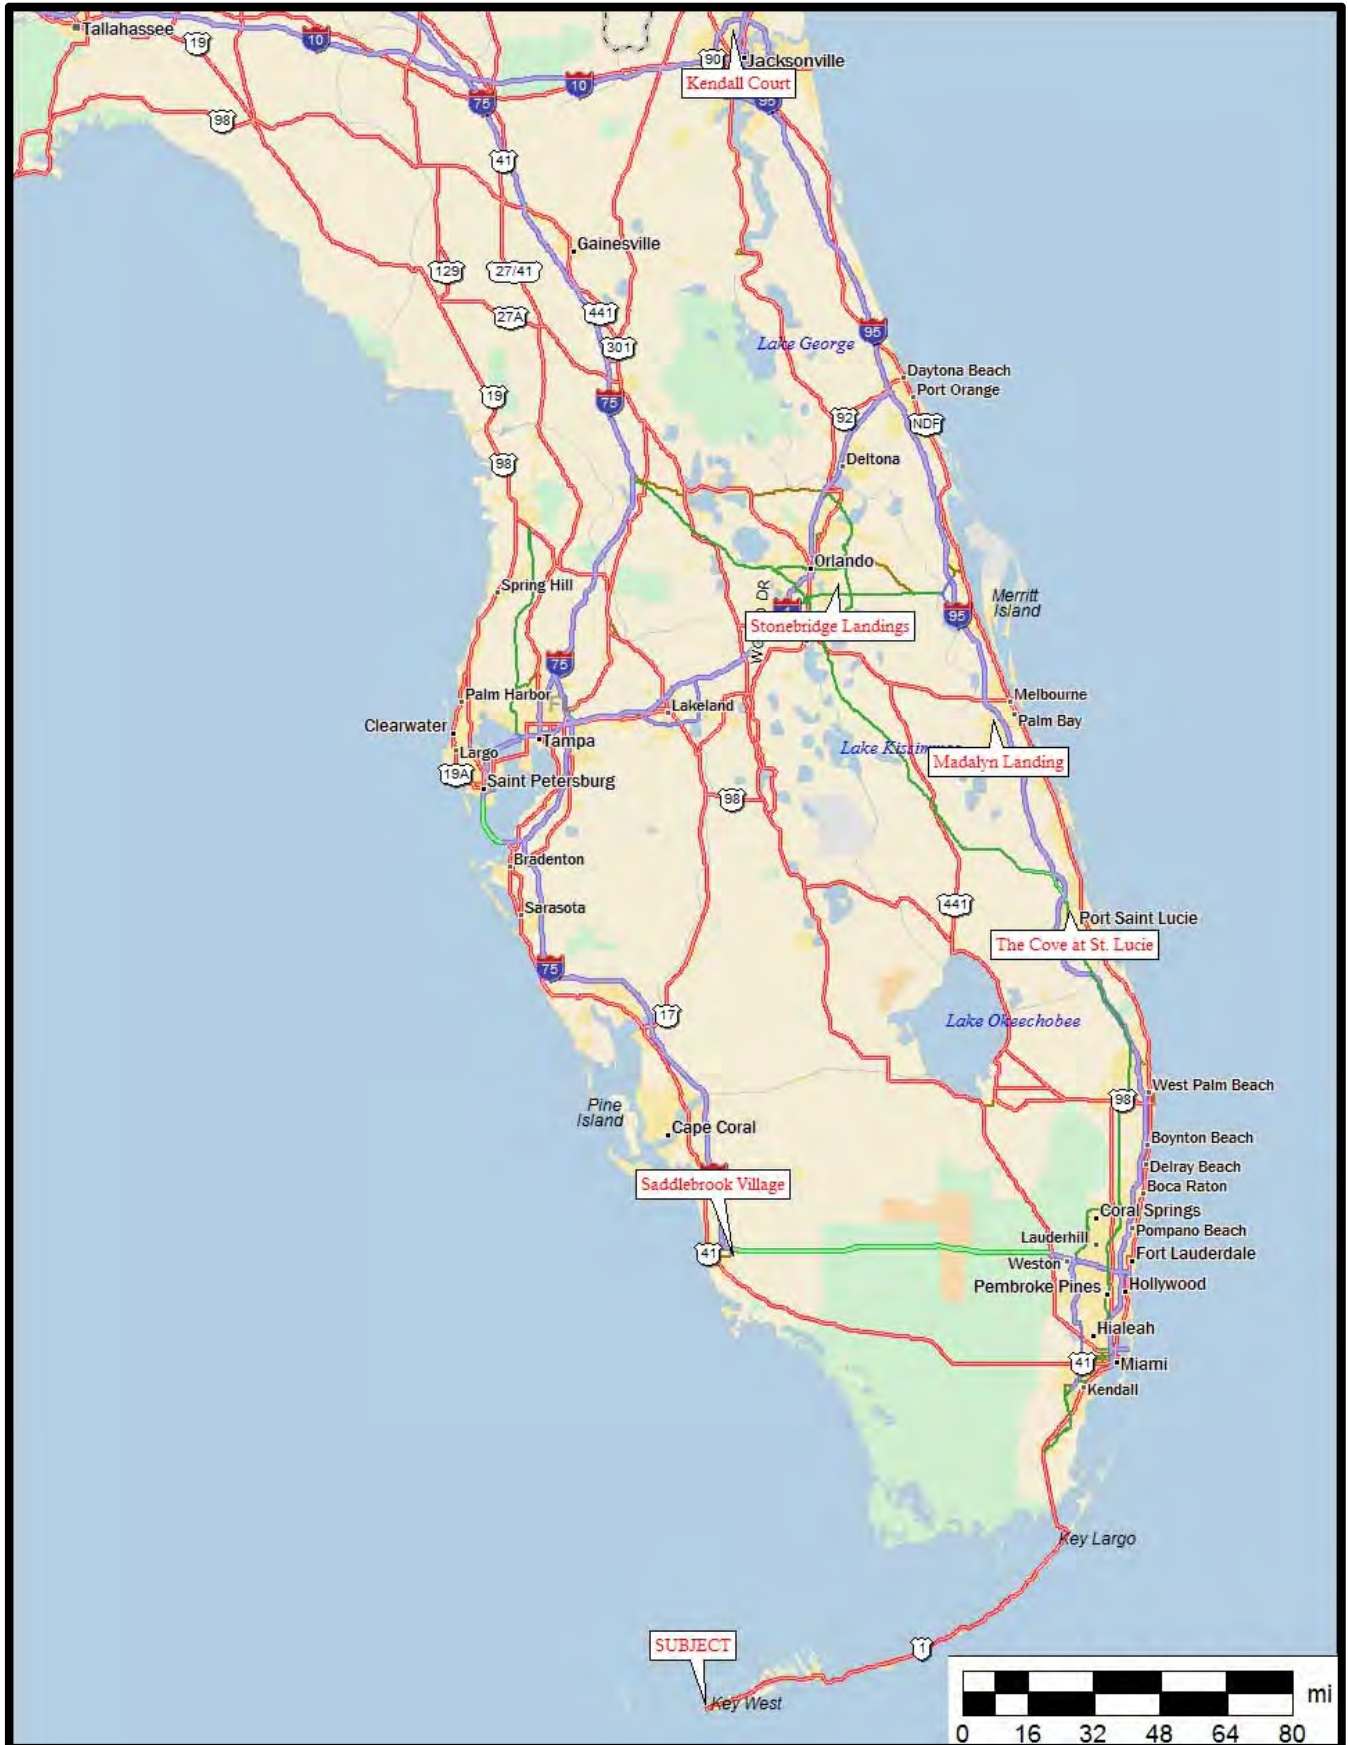 Tallahassee
19
10
90
Jacksonville
Kendall Court
10
75
95
98
41
Gainesville
129
27/41
27A
441
301
Lake George
95
75
Daytona Beach
Port Orange
19
92
NDF
98
Deltona
Orlando
Spring Hill
DR
Merritt
Island
95
Stonebridge Landings
75
Palm Harbor
Lakeland
Melbourne
Palm Bay
Clearwater
Largo
Tampa
Madalyn Landing
19A
Saint Petersburg
98
Bradenton
441
Sarasota
Port Saint Lucie
The Cove at St. Lucie
75
17
Lake Okeechobee
West Palm Beach
98
Pine
Island
Cape Coral
Boynton Beach
Delray Beach
Saddlebrook Village
Boca Raton
Coral Springs
Pompano Beach
Lauderhill
41
Fort Lauderdale
Weston
Pembroke Pines
Hollywood
Hialeah
41
Miami
Kendall
Key Largo
SUBJECT
1
Key West
mi
0 16 32 48 64 80